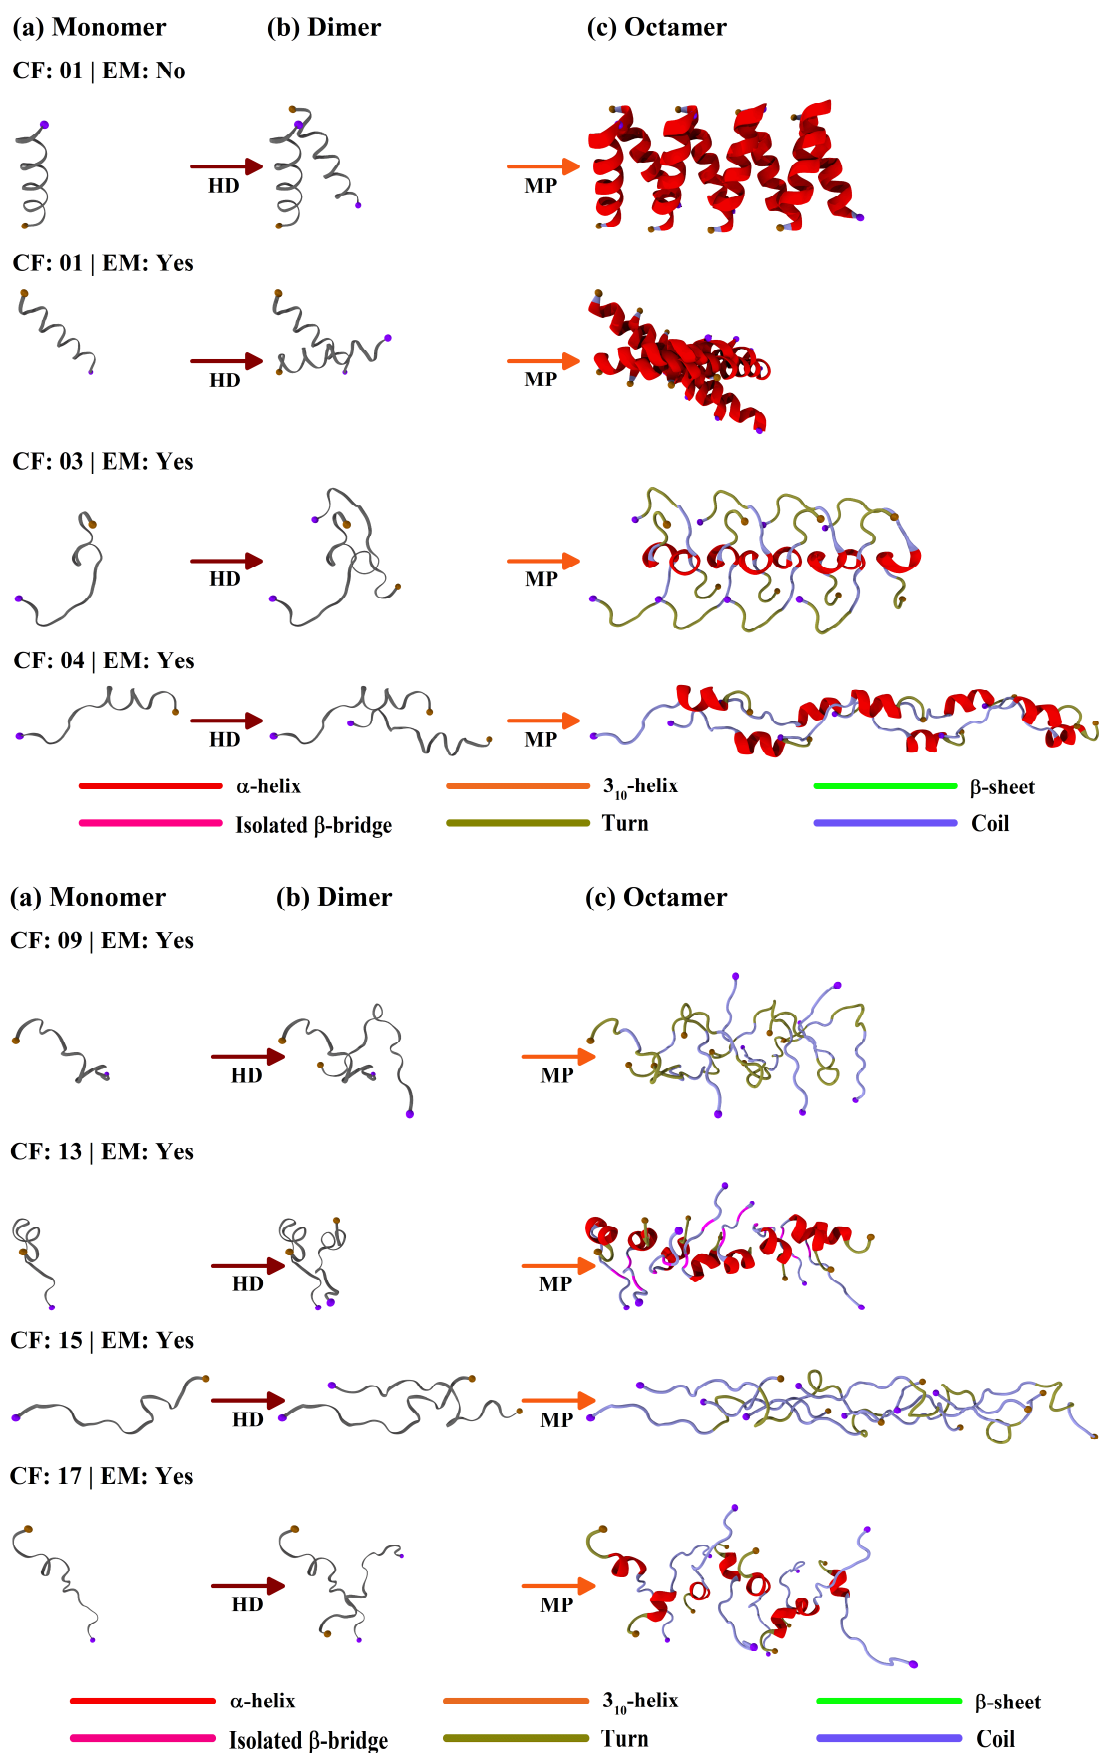 (a) Monomer (b) Dimer (c) Octamer
CF: 01 | EM: No
HD MP
CF: 01 | EM: Yes
HD MP
CF: 03 | EM: Yes
HD MP
CF: 04 | EM: Yes
HD MP
α-helix 3₁₀-helix β-sheet
Isolated β-bridge Turn Coil
(a) Monomer (b) Dimer (c) Octamer
CF: 09 | EM: Yes
HD MP
CF: 13 | EM: Yes
HD MP
CF: 15 | EM: Yes
HD MP
CF: 17 | EM: Yes
HD MP
α-helix 3₁₀-helix β-sheet
Isolated β-bridge Turn Coil